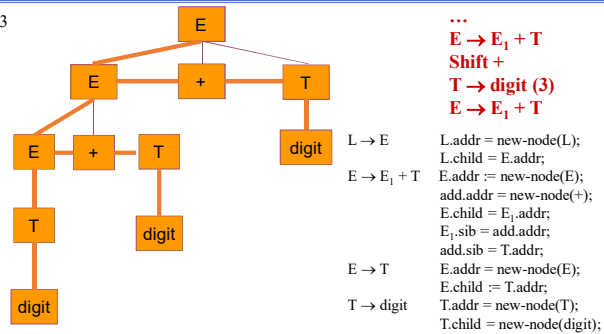 3
E
E + T
E + T digit
T digit
digit
…
E → E₁ + T
Shift +
T → digit (3)
E → E₁ + T
L → E L.addr = new-node(L);
L.child = E.addr;
E → E₁ + T E.addr := new-node(E);
add.addr = new-node(+);
E.child = E₁.addr;
E₁.sib = add.addr;
add.sib = T.addr;
E → T E.addr = new-node(E);
E.child := T.addr;
T → digit T.addr = new-node(T);
T.child = new-node(digit);